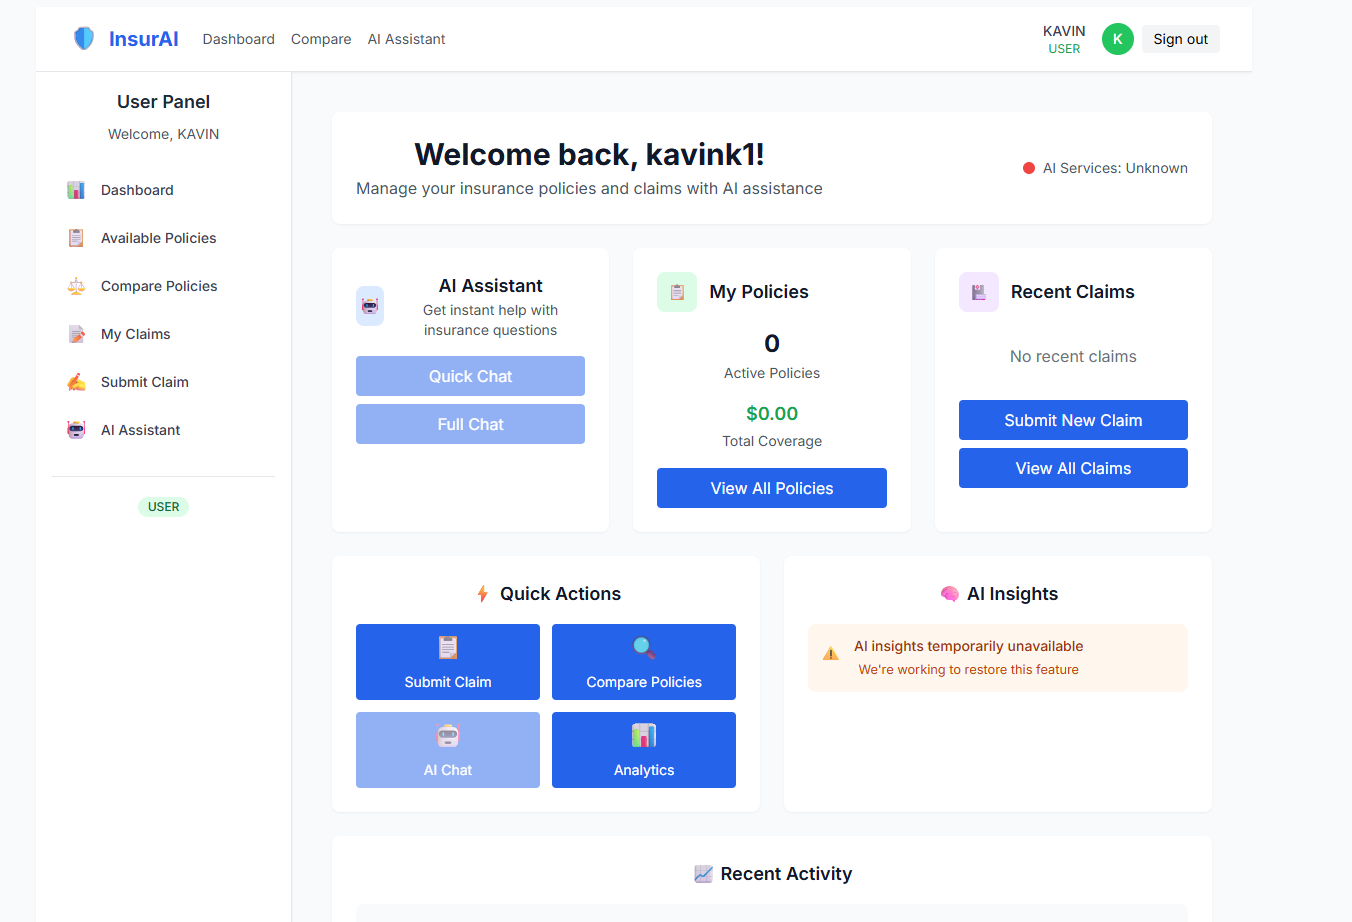 InsurAI
Dashboard
Compare
AI Assistant
KAVIN
USER
K
Sign out
User Panel
Welcome, KAVIN
Dashboard
Available Policies
Compare Policies
My Claims
Submit Claim
AI Assistant
USER
Welcome back, kavink1!
Manage your insurance policies and claims with AI assistance
AI Services: Unknown
AI Assistant
Get instant help with
insurance questions
Quick Chat
Full Chat
My Policies
0
Active Policies
$0.00
Total Coverage
View All Policies
Recent Claims
No recent claims
Submit New Claim
View All Claims
Quick Actions
Submit Claim
Compare Policies
AI Chat
Analytics
AI Insights
AI insights temporarily unavailable
We're working to restore this feature
Recent Activity